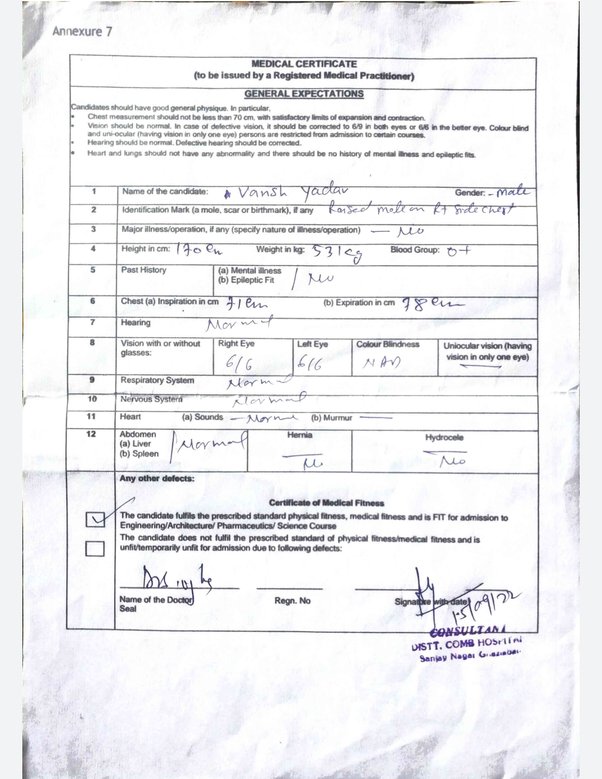 Annexure 7
MEDICAL CERTIFICATE
(to be issued by a Registered Medical Practitioner)
GENERAL EXPECTATIONS
Candidates should have good general physique. In particular.
• Chest measurement should not be less than 70 cm, with satisfactory limits of expansion and contraction.
• Vision should be normal. In case of defective vision, it should be corrected to 6/9 in both eyes or 6/6 in the better eye. Colour blind
and uni-ocular (having vision in only one eye) persons are restricted from admission to certain courses.
• Hearing should be normal. Defective hearing should be corrected.
• Heart and lungs should not have any abnormality and there should be no history of mental illness and epileptic fits.
1 Name of the candidate: Vansh Yadav Gender: - male
2 Identification Mark (a mole, scar or birthmark), if any Raised mole on Rt side chest
3 Major illness/operation, if any (specify nature of illness/operation) — No
4 Height in cm: 170 cm Weight in kg: 53 kg Blood Group: O+
5 Past History (a) Mental illness
(b) Epileptic Fit / No
6 Chest (a) Inspiration in cm 71 cm (b) Expiration in cm 78 cm
7 Hearing Normal
8 Vision with or without glasses: Right Eye Left Eye Colour Blindness Uniocular vision (having vision in only one eye)
6/6 6/6 NAD —
9 Respiratory System Normal
10 Nervous System Normal
11 Heart (a) Sounds — Normal (b) Murmur —
12 Abdomen Hernia Hydrocele
(a) Liver Normal
(b) Spleen No No
Any other defects:
Certificate of Medical Fitness
The candidate fulfils the prescribed standard physical fitness, medical fitness and is FIT for admission to
Engineering/Architecture/ Pharmaceutics/ Science Course
The candidate does not fulfil the prescribed standard of physical fitness/medical fitness and is
unfit/temporarily unfit for admission due to following defects:
Name of the Doctor Regn. No Signature with date)
15/09/22
Seal
CONSULTANT
DISTT. COMB HOSPITAL
Sanjay Nagar Ghaziabad